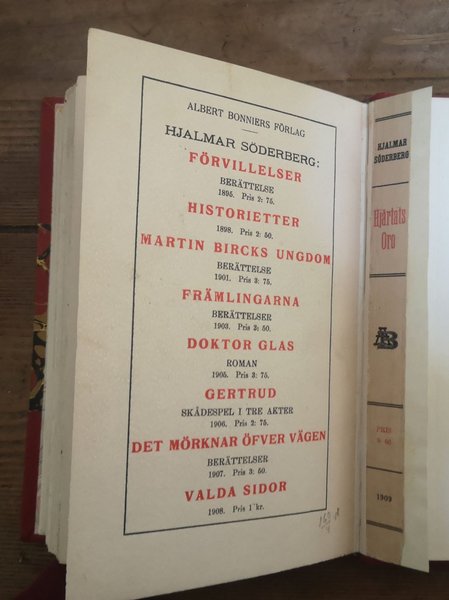 ALBERT BONNIERS FÖRLAG
HJALMAR SÖDERBERG:
FÖRVILLELSER
BERÄTTELSE
1895. Pris 2: 75.
HISTORIETTER
1898. Pris 2: 50.
MARTIN BIRCKS UNGDOM
BERÄTTELSE
1901. Pris 3: 75.
FRÄMLINGARNA
BERÄTTELSER
1903. Pris 3: 50.
DOKTOR GLAS
ROMAN
1905. Pris 3: 75.
GERTRUD
SKÅDESPEL I TRE AKTER
1906. Pris 2: 75.
DET MÖRKNAR ÖFVER VÄGEN
BERÄTTELSER
1907. Pris 3: 50.
VALDA SIDOR
1908. Pris 1 kr.
HJALMAR
SÖDERBERG
Hjärtats
Oro
AB
PRIS
1909